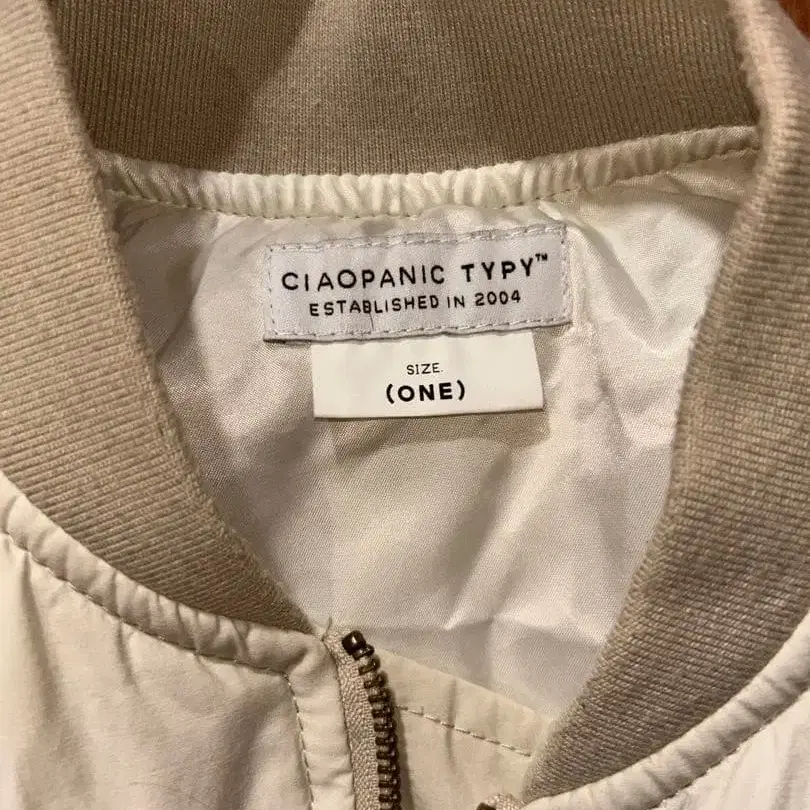 CIAOPANIC TYPY™
ESTABLISHED IN 2004
SIZE.
(ONE)